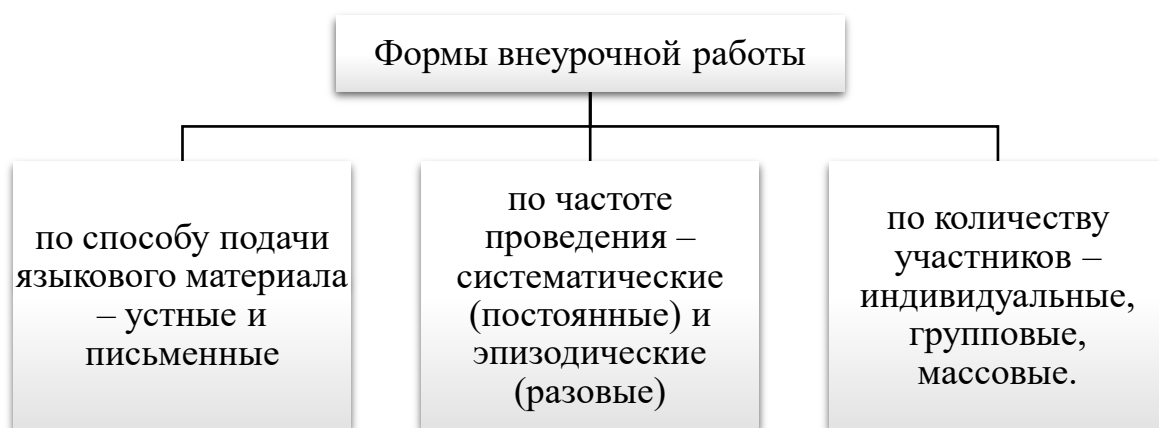 Формы внеурочной работы
по способу подачи
языкового материала
– устные и
письменные
по частоте
проведения –
систематические
(постоянные) и
эпизодические
(разовые)
по количеству
участников –
индивидуальные,
групповые,
массовые.